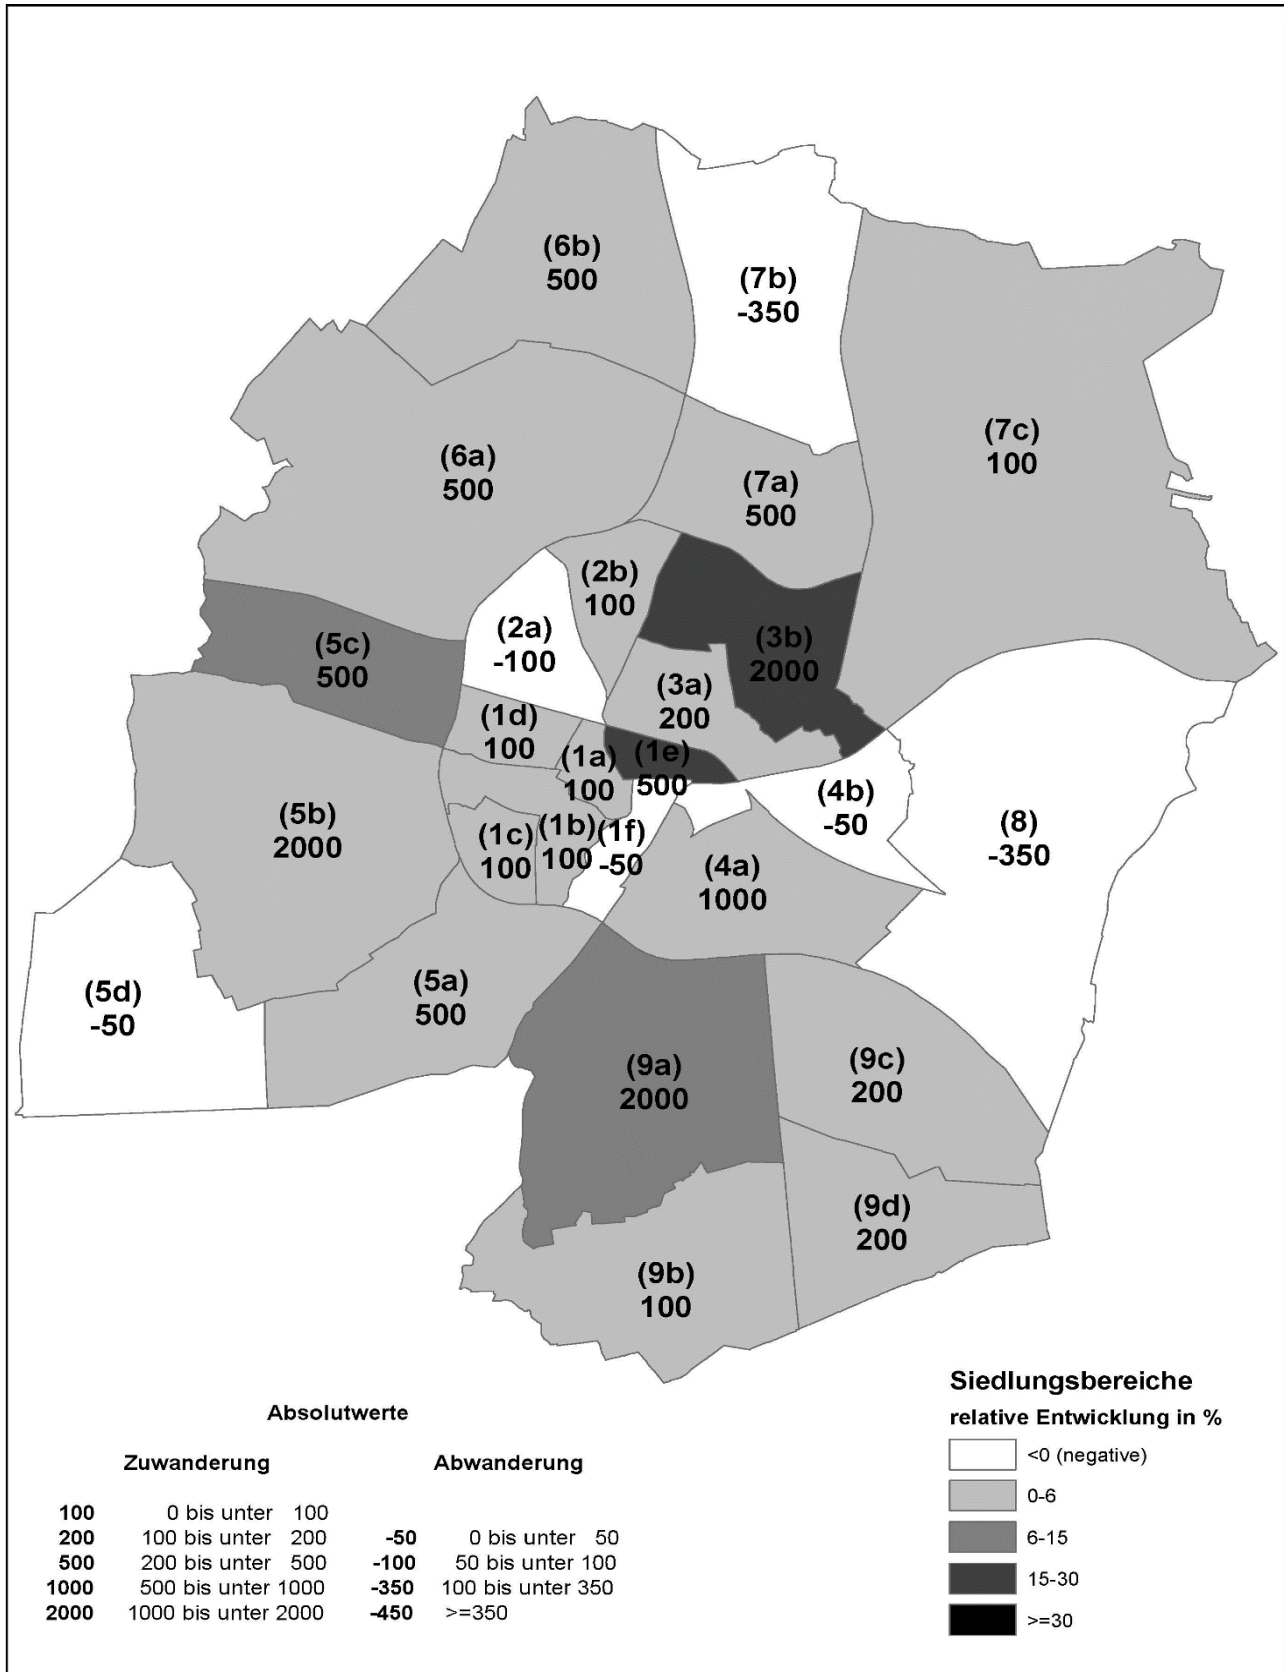 (6b)
500
(7b)
-350
(7c)
100
(6a)
500
(7a)
500
(2b)
100
(2a)
-100
(3b)
2000
(5c)
500
(3a)
200
(1d)
100
(1a)
100
(1e)
500
(4b)
-50
(5b)
2000
(1c)
100
(1b)
100
(1f)
-50
(8)
-350
(4a)
1000
(5d)
-50
(5a)
500
(9a)
2000
(9c)
200
(9d)
200
(9b)
100
Absolutwerte
Zuwanderung Abwanderung
100 0 bis unter 100
200 100 bis unter 200 -50 0 bis unter 50
500 200 bis unter 500 -100 50 bis unter 100
1000 500 bis unter 1000 -350 100 bis unter 350
2000 1000 bis unter 2000 -450 >=350
Siedlungsbereiche
relative Entwicklung in %
<0 (negative)
0-6
6-15
15-30
>=30